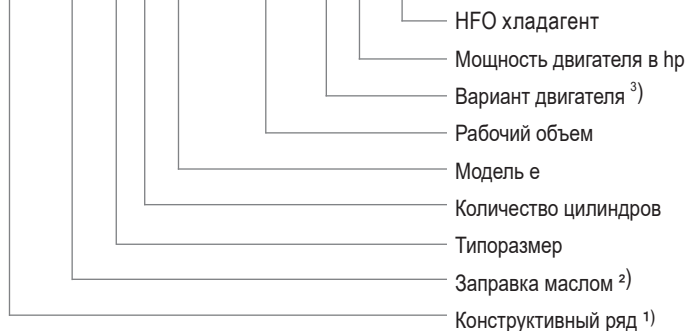 HFO хладагент
Мощность двигателя в hp
Вариант двигателя ³)
Рабочий объем
Модель e
Количество цилиндров
Типоразмер
Заправка маслом ²)
Конструктивный ряд ¹)